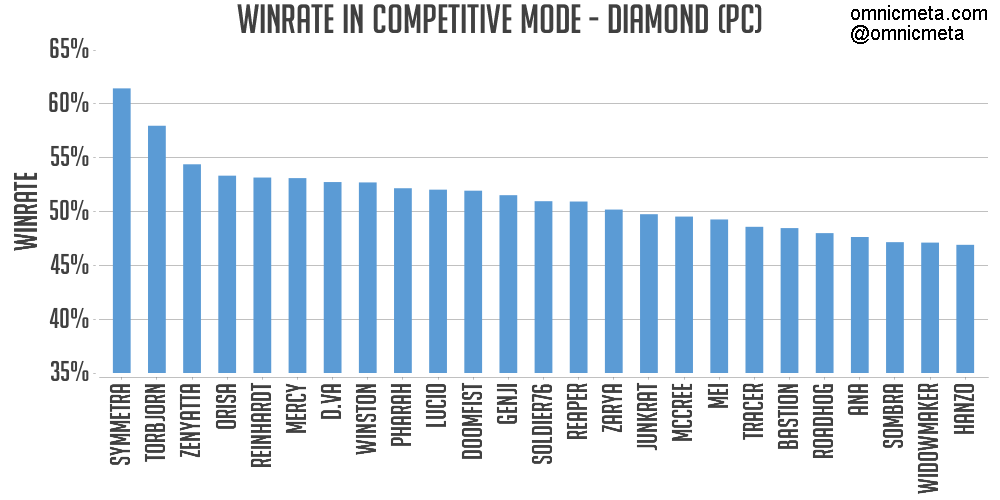 WINRATE IN COMPETITIVE MODE - DIAMOND (PC)
omnicmeta.com
@omnicmeta
65%
60%
55%
50%
45%
40%
35%
WINRATE
SYMMETRA
TORBJORN
ZENYATTA
ORISA
REINHARDT
MERCY
D.VA
WINSTON
PHARAH
LUCIO
DOOMFIST
GENJI
SOLDIER76
REAPER
ZARYA
JUNKRAT
MCCREE
MEI
TRACER
BASTION
ROADHOG
ANA
SOMBRA
WIDOWMAKER
HANZO